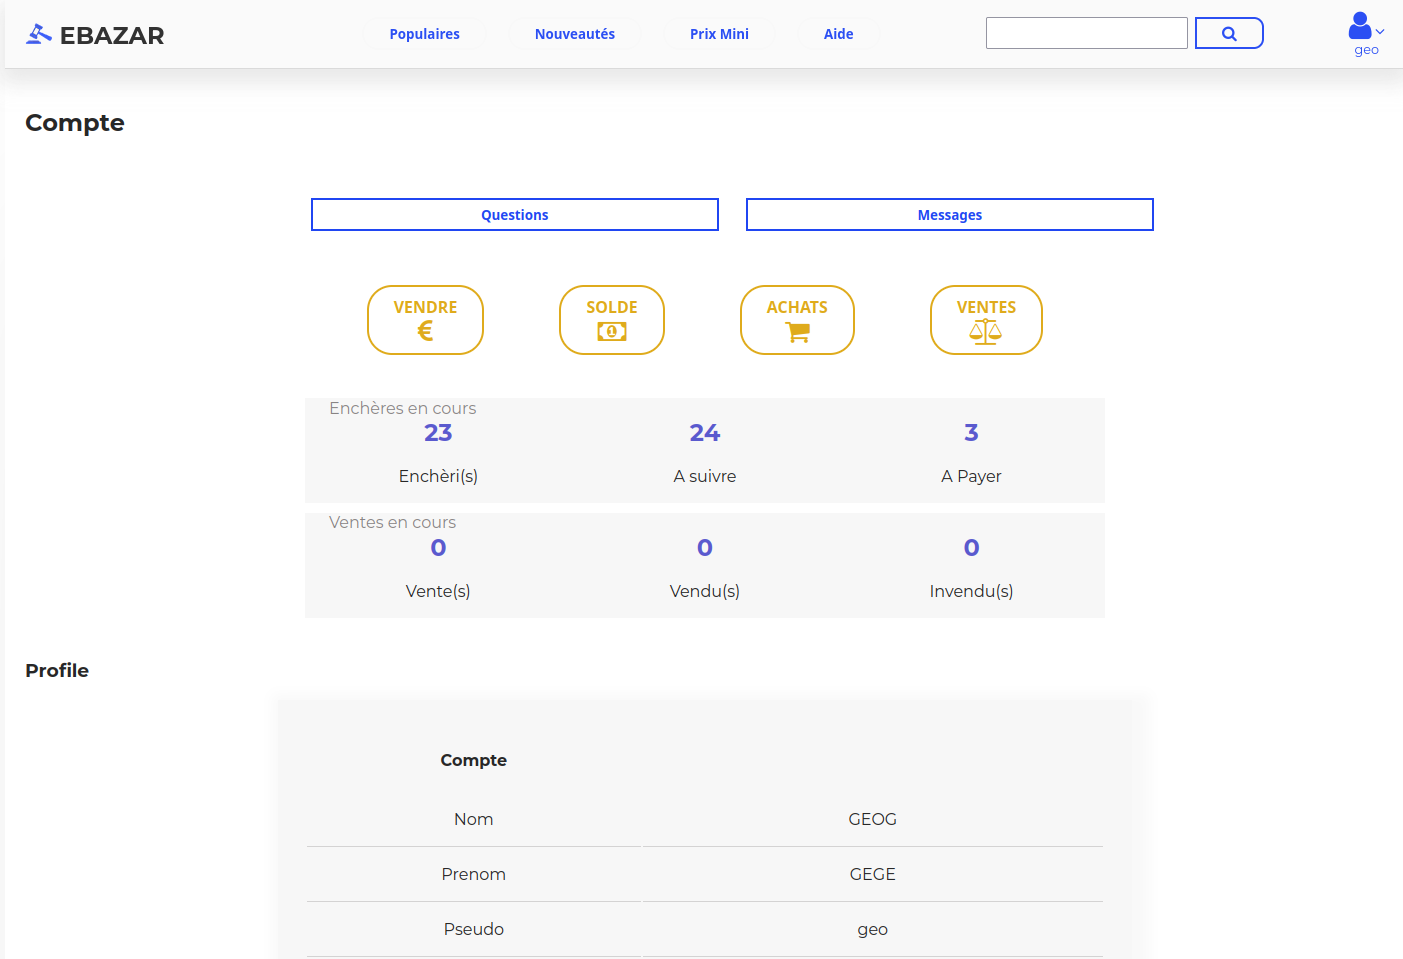 EBAZAR
Populaires
Nouveautés
Prix Mini
Aide
geo
Compte
Questions
Messages
VENDRE
SOLDE
ACHATS
VENTES
Enchères en cours
23
24
3
Enchèri(s)
A suivre
A Payer
Ventes en cours
0
0
0
Vente(s)
Vendu(s)
Invendu(s)
Profile
Compte
Nom
GEOG
Prenom
GEGE
Pseudo
geo